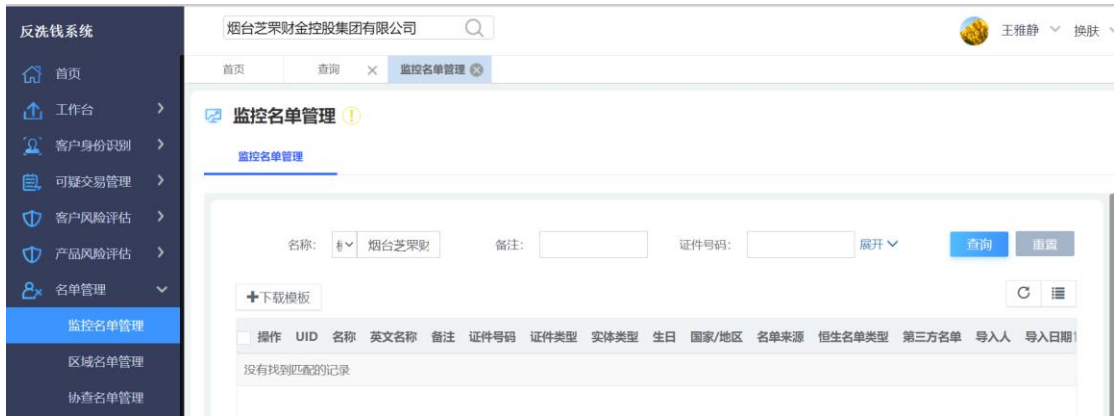 反洗钱系统
烟台芝罘财金控股集团有限公司
王雅静 换肤
首页 查询 监控名单管理
首页
工作台
客户身份识别
可疑交易管理
客户风险评估
产品风险评估
名单管理
监控名单管理
区域名单管理
协查名单管理
监控名单管理
监控名单管理
名称: 烟台芝罘财 备注: 证件号码: 展开 查询 重置
+下载模板
操作 UID 名称 英文名称 备注 证件号码 证件类型 实体类型 生日 国家/地区 名单来源 恒生名单类型 第三方名单 导入人 导入日期
没有找到匹配的记录